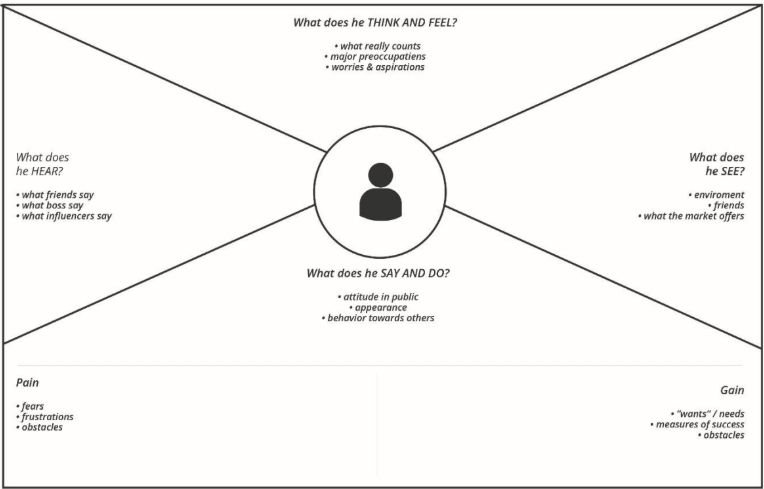 What does he THINK AND FEEL?
• what really counts
• major preoccupatiens
• worries & aspirations
What does
he HEAR?
• what friends say
• what boss say
• what influencers say
What does
he SEE?
• enviroment
• friends
• what the market offers
What does he SAY AND DO?
• attitude in public
• appearance
• behavior towards others
Pain
• fears
• frustrations
• obstacles
Gain
• "wants" / needs
• measures of success
• obstacles